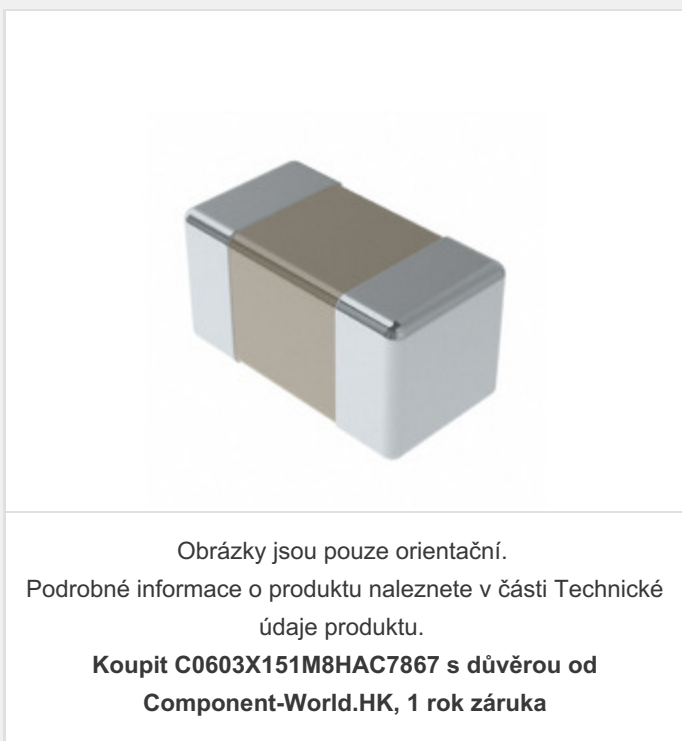 Obrázky jsou pouze orientační.
Podrobné informace o produktu naleznete v části Technické
údaje produktu.
Koupit C0603X151M8HAC7867 s důvěrou od
Component-World.HK, 1 rok záruka